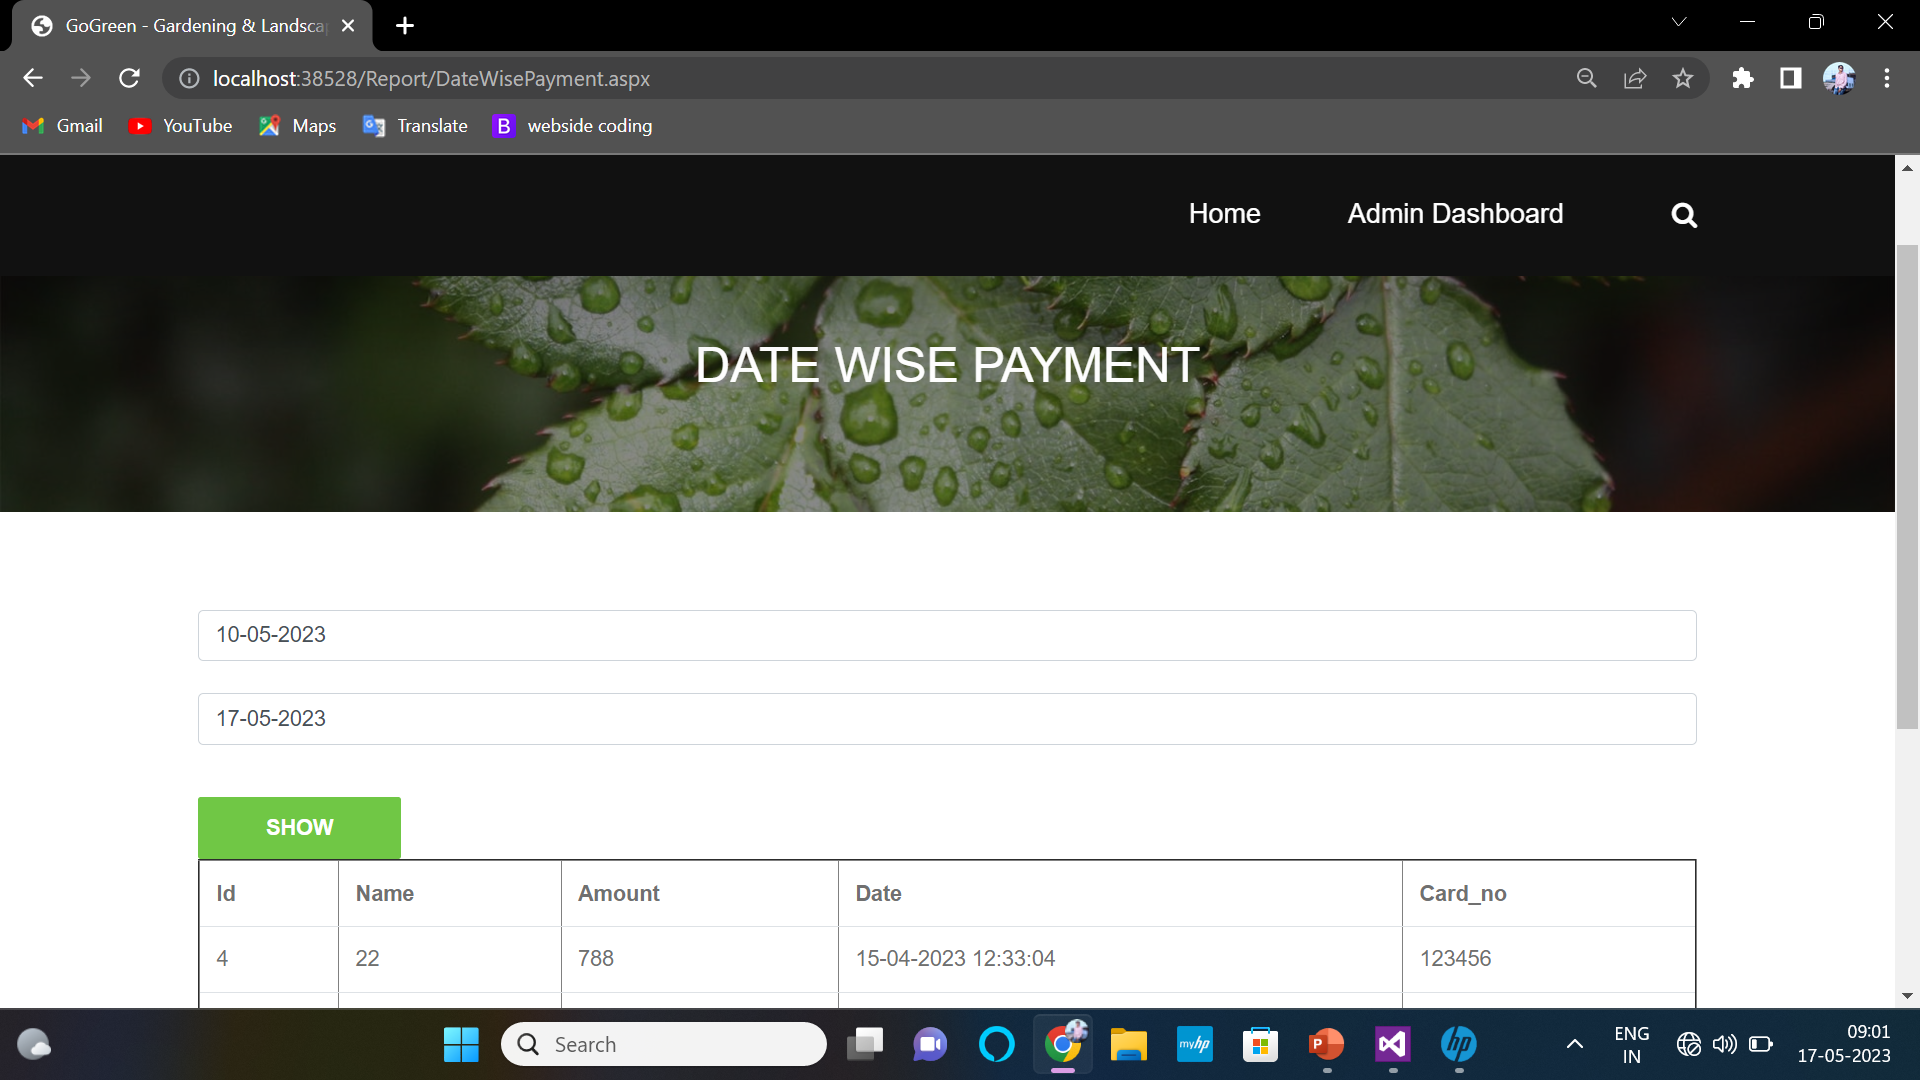 GoGreen - Gardening & Landsca
localhost:38528/Report/DateWisePayment.aspx
Gmail YouTube Maps Translate B webside coding
Home Admin Dashboard
DATE WISE PAYMENT
10-05-2023
17-05-2023
SHOW
Id Name Amount Date Card_no
4 22 788 15-04-2023 12:33:04 123456
Search myhp P hp ENG IN 09:01 17-05-2023